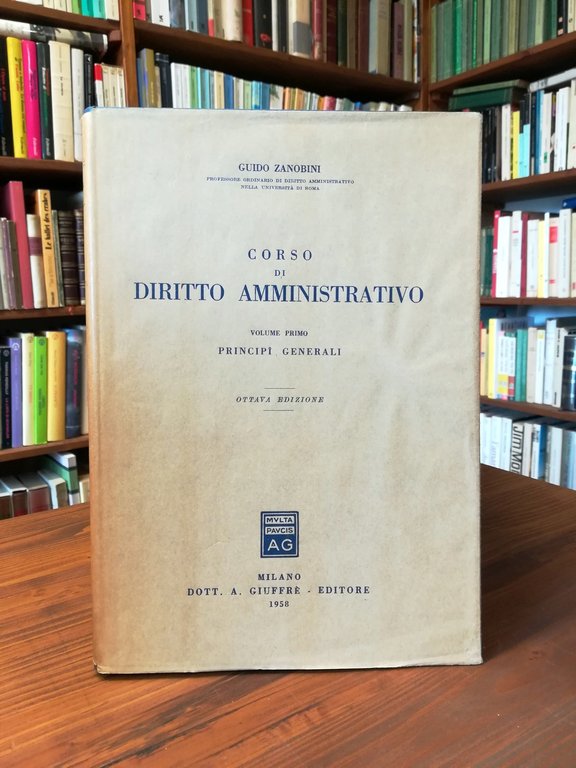 GUIDO ZANOBINI
PROFESSORE ORDINARIO DI DIRITTO AMMINISTRATIVO
NELLA UNIVERSITÀ DI ROMA
CORSO
DI
DIRITTO AMMINISTRATIVO
VOLUME PRIMO
PRINCIPÎ GENERALI
OTTAVA EDIZIONE
MVLTA
PAVCIS
AG
MILANO
DOTT. A. GIUFFRÈ - EDITORE
1958